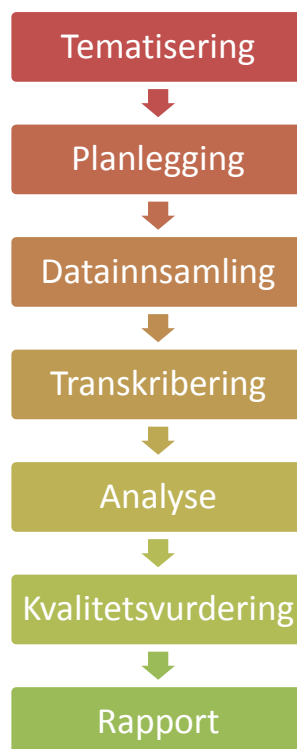 Tematisering
Planlegging
Datainnsamling
Transkribering
Analyse
Kvalitetsvurdering
Rapport